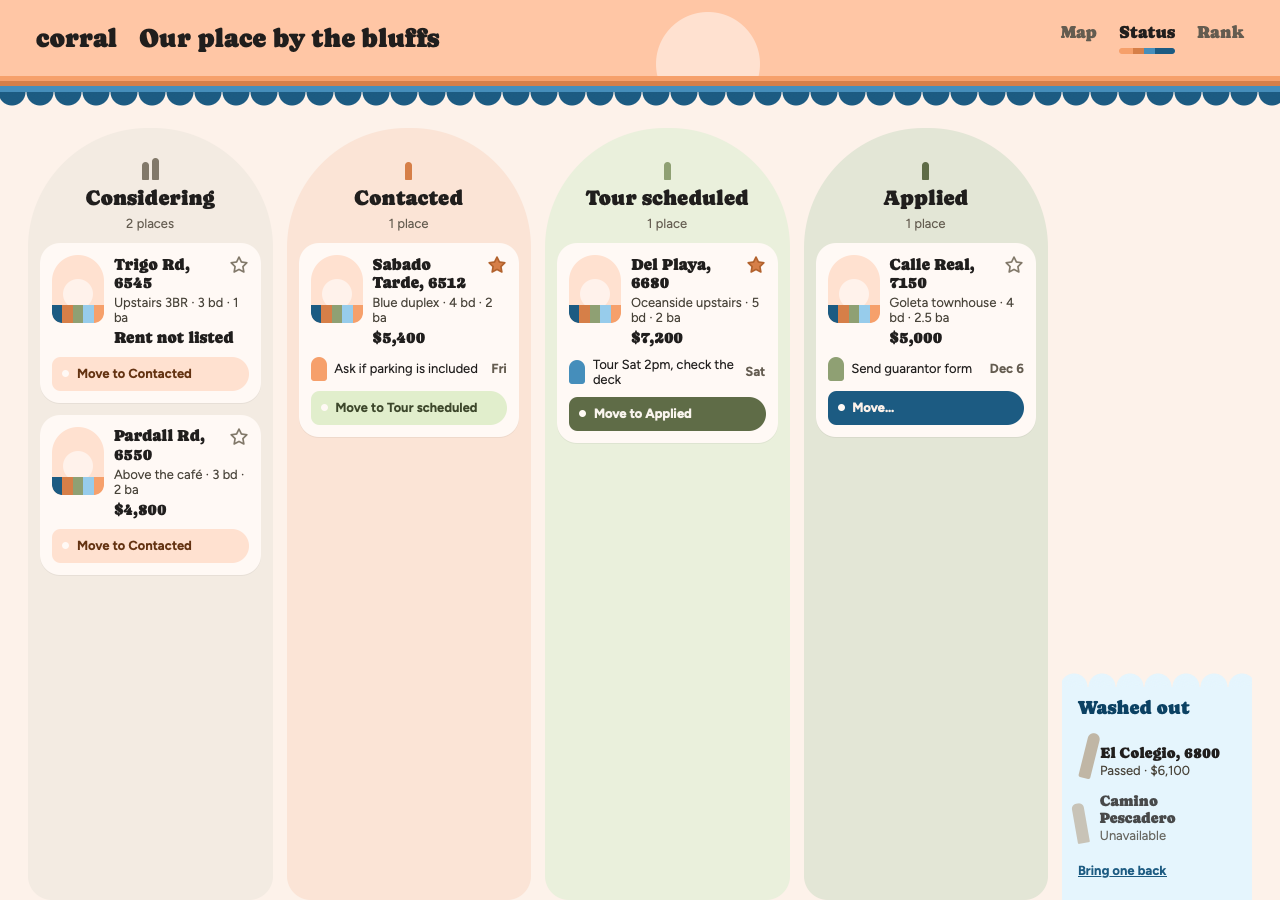 corral
Our place by the bluffs
Map
Status
Rank
Considering
2 places
Trigo Rd,
6545
Upstairs 3BR · 3 bd · 1
ba
Rent not listed
Move to Contacted
Pardall Rd,
6550
Above the café · 3 bd ·
2 ba
$4,800
Move to Contacted
Contacted
1 place
Sabado
Tarde, 6512
Blue duplex · 4 bd · 2
ba
$5,400
Ask if parking is included
Fri
Move to Tour scheduled
Tour scheduled
1 place
Del Playa,
6680
Oceanside upstairs · 5
bd · 2 ba
$7,200
Tour Sat 2pm, check the
deck
Sat
Move to Applied
Applied
1 place
Calle Real,
7150
Goleta townhouse · 4
bd · 2.5 ba
$5,000
Send guarantor form
Dec 6
Move...
Washed out
El Colegio, 6800
Passed · $6,100
Camino
Pescadero
Unavailable
Bring one back